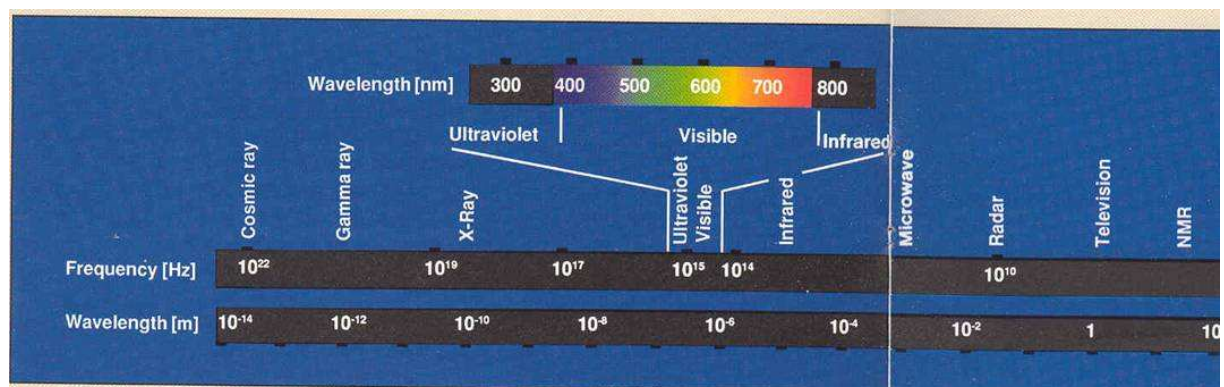 Wavelength [nm] 300 400 500 600 700 800
Ultraviolet Visible Infrared
Cosmic ray Gamma ray X-Ray Ultraviolet Visible Infrared Microwave Radar Television NMR
Frequency [Hz] 10²² 10¹⁹ 10¹⁷ 10¹⁵ 10¹⁴ 10¹⁰
Wavelength [m] 10⁻¹⁴ 10⁻¹² 10⁻¹⁰ 10⁻⁸ 10⁻⁶ 10⁻⁴ 10⁻² 1